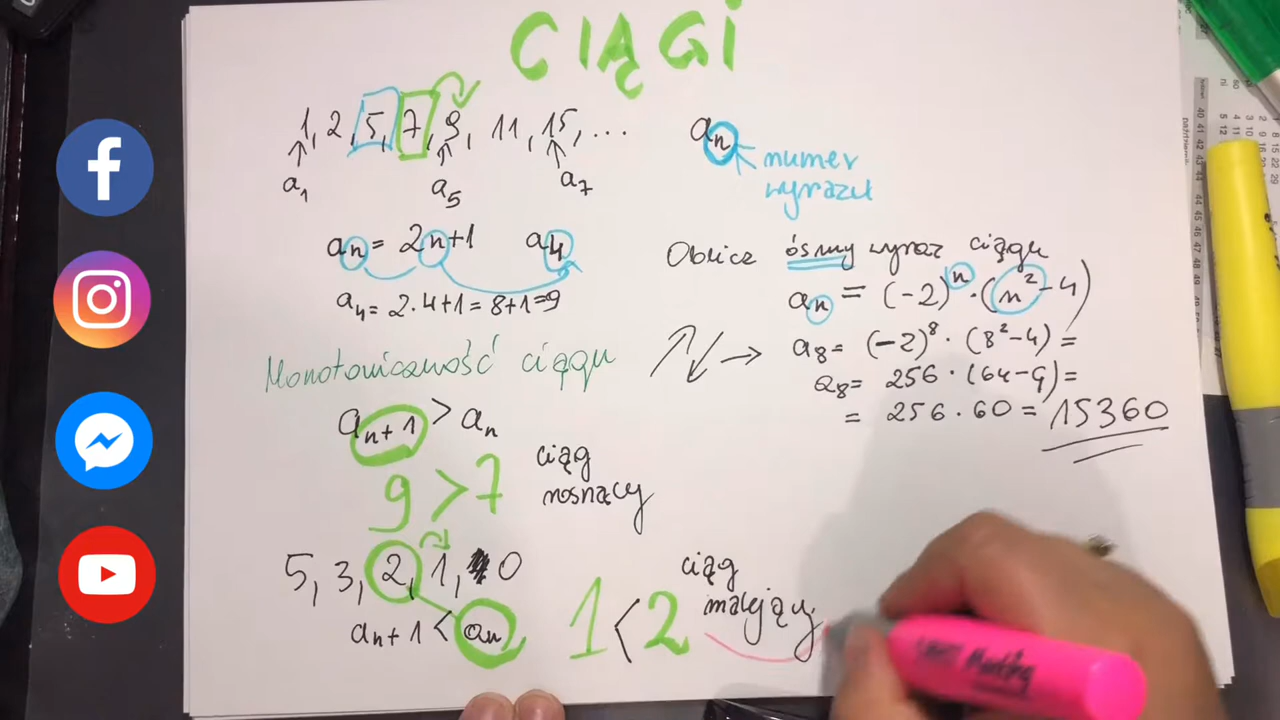 CIĄGI
1, 2, 5, 7, 9, 11, 15, ...
a₁ a₅ a₇
aₙ
numer
wyrazu
aₙ = 2n+1 a₄
a₄ = 2·4+1 = 8+1=9
Oblicz ósmy wyraz ciągu
aₙ = (-2)ⁿ · (n²-4)
a₈ = (-2)⁸ · (8²-4) =
a₈ = 256 · (64-4) =
= 256 · 60 = 15360
Monotoniczność ciągu
aₙ₊₁ > aₙ
9 > 7
ciąg
rosnący
5, 3, 2, 1, 0
aₙ₊₁ < aₙ
1 < 2
ciąg
malejący